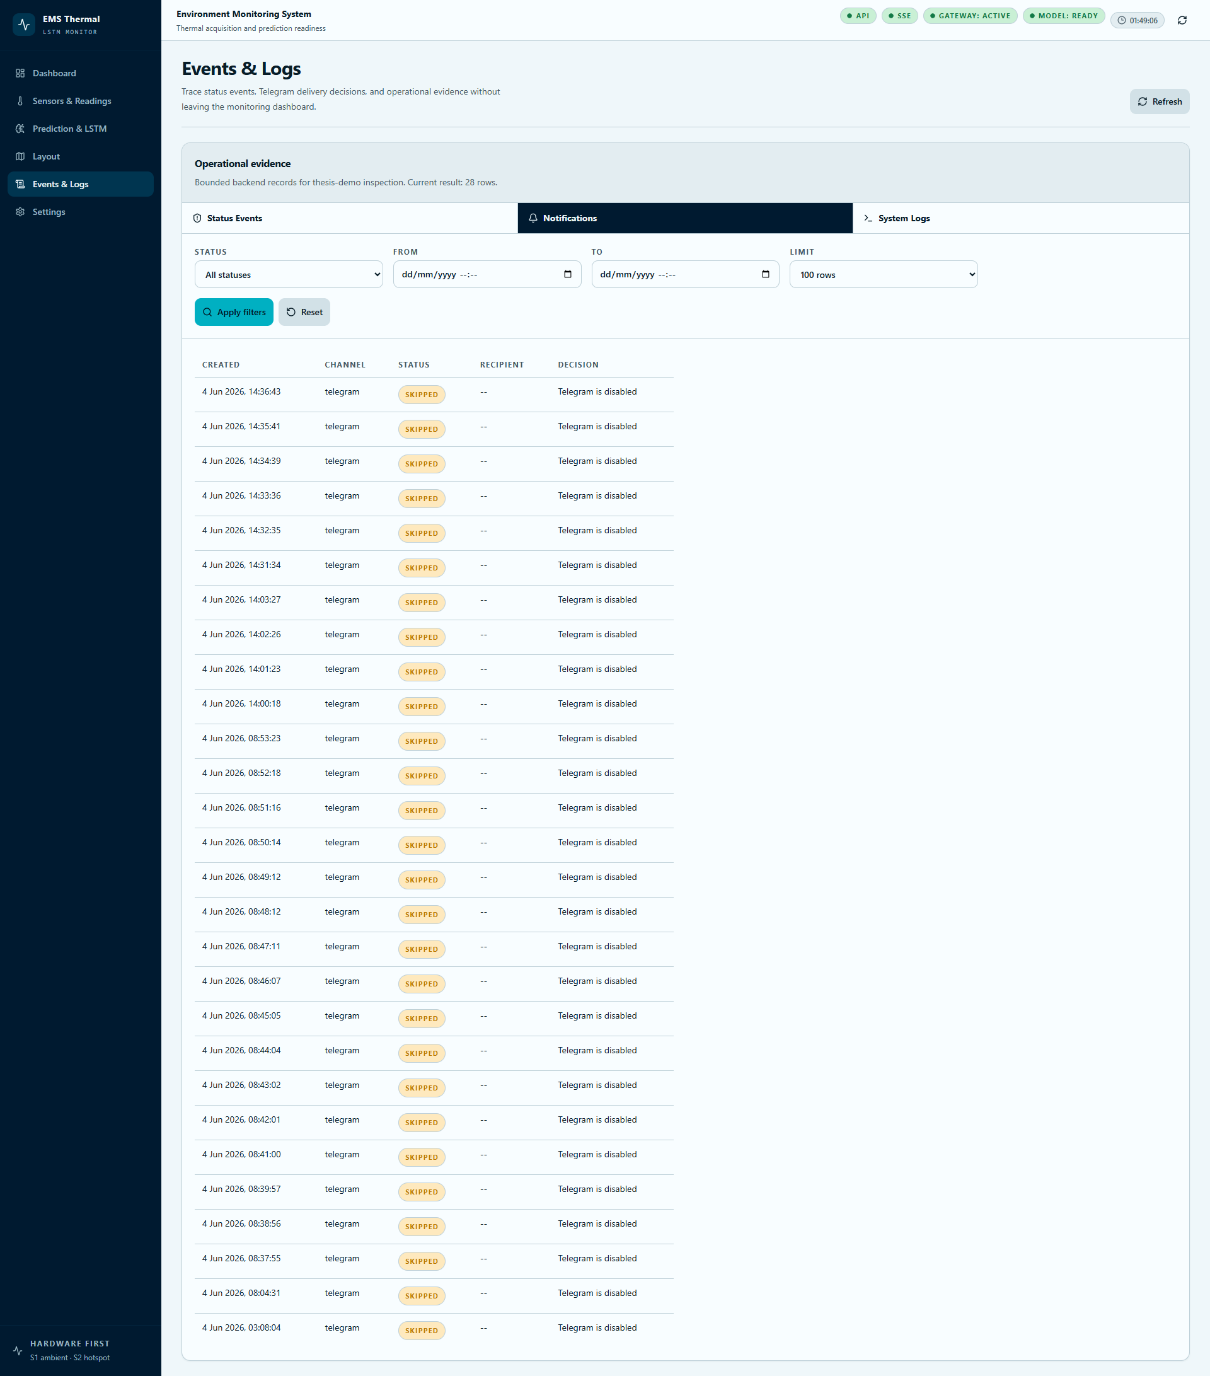 EMS Thermal
LSTM MONITOR
Dashboard
Sensors & Readings
Prediction & LSTM
Layout
Events & Logs
Settings
HARDWARE FIRST
S1 ambient · S2 hotspot
Environment Monitoring System
Thermal acquisition and prediction readiness
API
SSE
GATEWAY: ACTIVE
MODEL: READY
01:49:06
Events & Logs
Trace status events, Telegram delivery decisions, and operational evidence without
leaving the monitoring dashboard.
Refresh
Operational evidence
Bounded backend records for thesis-demo inspection. Current result: 28 rows.
Status Events
Notifications
System Logs
STATUS FROM TO LIMIT
All statuses dd/mm/yyyy --:-- dd/mm/yyyy --:-- 100 rows
Apply filters
Reset
CREATED CHANNEL STATUS RECIPIENT DECISION
4 Jun 2026, 14:36:43 telegram SKIPPED -- Telegram is disabled
4 Jun 2026, 14:35:41 telegram SKIPPED -- Telegram is disabled
4 Jun 2026, 14:34:39 telegram SKIPPED -- Telegram is disabled
4 Jun 2026, 14:33:36 telegram SKIPPED -- Telegram is disabled
4 Jun 2026, 14:32:35 telegram SKIPPED -- Telegram is disabled
4 Jun 2026, 14:31:34 telegram SKIPPED -- Telegram is disabled
4 Jun 2026, 14:03:27 telegram SKIPPED -- Telegram is disabled
4 Jun 2026, 14:02:26 telegram SKIPPED -- Telegram is disabled
4 Jun 2026, 14:01:23 telegram SKIPPED -- Telegram is disabled
4 Jun 2026, 14:00:18 telegram SKIPPED -- Telegram is disabled
4 Jun 2026, 08:53:23 telegram SKIPPED -- Telegram is disabled
4 Jun 2026, 08:52:18 telegram SKIPPED -- Telegram is disabled
4 Jun 2026, 08:51:16 telegram SKIPPED -- Telegram is disabled
4 Jun 2026, 08:50:14 telegram SKIPPED -- Telegram is disabled
4 Jun 2026, 08:49:12 telegram SKIPPED -- Telegram is disabled
4 Jun 2026, 08:48:12 telegram SKIPPED -- Telegram is disabled
4 Jun 2026, 08:47:11 telegram SKIPPED -- Telegram is disabled
4 Jun 2026, 08:46:07 telegram SKIPPED -- Telegram is disabled
4 Jun 2026, 08:45:05 telegram SKIPPED -- Telegram is disabled
4 Jun 2026, 08:44:04 telegram SKIPPED -- Telegram is disabled
4 Jun 2026, 08:43:02 telegram SKIPPED -- Telegram is disabled
4 Jun 2026, 08:42:01 telegram SKIPPED -- Telegram is disabled
4 Jun 2026, 08:41:00 telegram SKIPPED -- Telegram is disabled
4 Jun 2026, 08:39:57 telegram SKIPPED -- Telegram is disabled
4 Jun 2026, 08:38:56 telegram SKIPPED -- Telegram is disabled
4 Jun 2026, 08:37:55 telegram SKIPPED -- Telegram is disabled
4 Jun 2026, 08:04:31 telegram SKIPPED -- Telegram is disabled
4 Jun 2026, 03:08:04 telegram SKIPPED -- Telegram is disabled